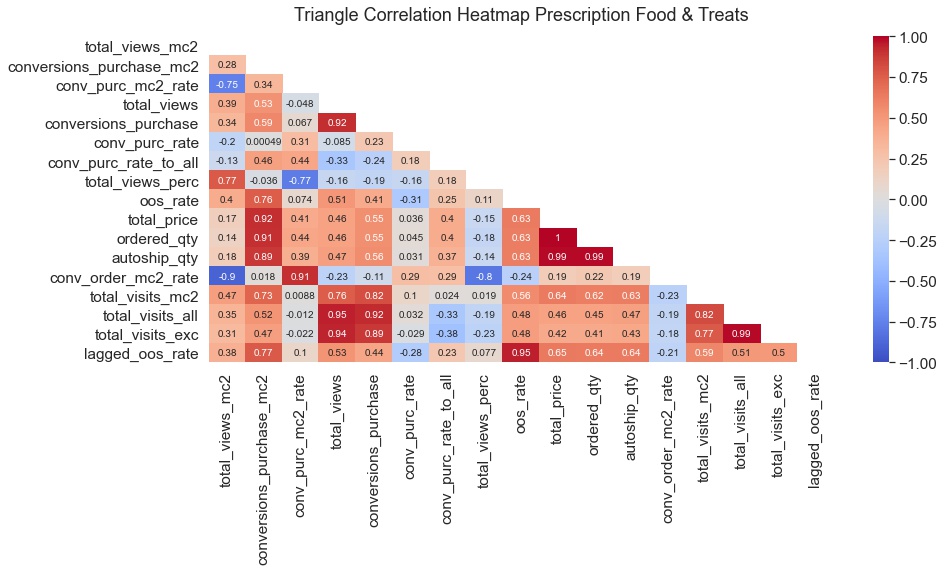 Triangle Correlation Heatmap Prescription Food & Treats
total_views_mc2
conversions_purchase_mc2 0.28
conv_purc_mc2_rate -0.75 0.34
total_views 0.39 0.53 -0.048
conversions_purchase 0.34 0.59 0.067 0.92
conv_purc_rate -0.2 0.00049 0.31 -0.085 0.23
conv_purc_rate_to_all -0.13 0.46 0.44 -0.33 -0.24 0.18
total_views_perc 0.77 -0.036 -0.77 -0.16 -0.19 -0.16 0.18
oos_rate 0.4 0.76 0.074 0.51 0.41 -0.31 0.25 0.11
total_price 0.17 0.92 0.41 0.46 0.55 0.036 0.4 -0.15 0.63
ordered_qty 0.14 0.91 0.44 0.46 0.55 0.045 0.4 -0.18 0.63 1
autoship_qty 0.18 0.89 0.39 0.47 0.56 0.031 0.37 -0.14 0.63 0.99 0.99
conv_order_mc2_rate -0.9 0.018 0.91 -0.23 -0.11 0.29 0.29 -0.8 -0.24 0.19 0.22 0.19
total_visits_mc2 0.47 0.73 0.0088 0.76 0.82 0.1 0.024 0.019 0.56 0.64 0.62 0.63 -0.23
total_visits_all 0.35 0.52 -0.012 0.95 0.92 0.032 -0.33 -0.19 0.48 0.46 0.45 0.47 -0.19 0.82
total_visits_exc 0.31 0.47 -0.022 0.94 0.89 -0.029 -0.38 -0.23 0.48 0.42 0.41 0.43 -0.18 0.77 0.99
lagged_oos_rate 0.38 0.77 0.1 0.53 0.44 -0.28 0.23 0.077 0.95 0.65 0.64 0.64 -0.21 0.59 0.51 0.5
total_views_mc2
conversions_purchase_mc2
conv_purc_mc2_rate
total_views
conversions_purchase
conv_purc_rate
conv_purc_rate_to_all
total_views_perc
oos_rate
total_price
ordered_qty
autoship_qty
conv_order_mc2_rate
total_visits_mc2
total_visits_all
total_visits_exc
lagged_oos_rate
1.00
0.75
0.50
0.25
0.00
−0.25
−0.50
−0.75
−1.00